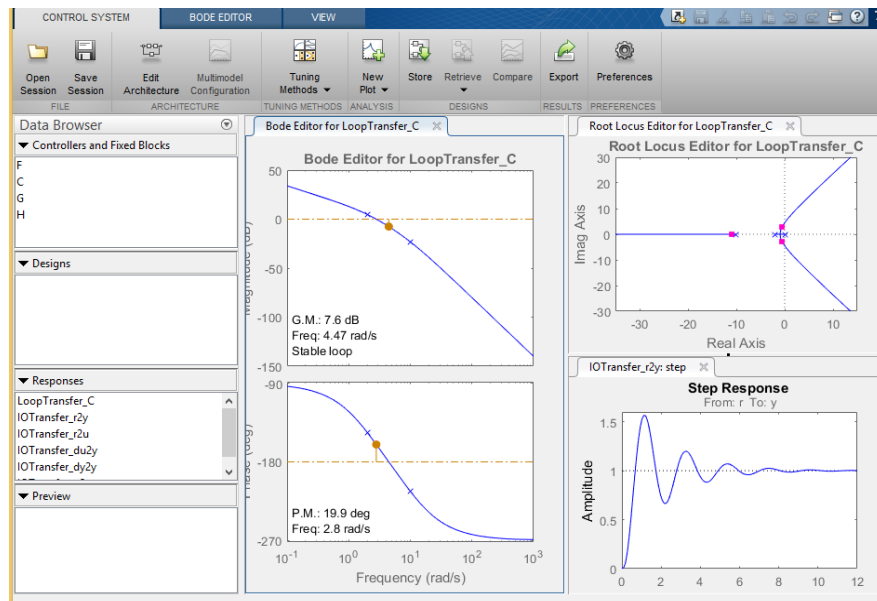 CONTROL SYSTEM
BODE EDITOR
VIEW
Open Session
Save Session
Edit Architecture
Multimodel Configuration
Tuning Methods
New Plot
Store
Retrieve
Compare
Export
Preferences
FILE
ARCHITECTURE
TUNING METHODS
ANALYSIS
DESIGNS
RESULTS
PREFERENCES
Data Browser
Controllers and Fixed Blocks
F
C
G
H
Designs
Responses
LoopTransfer_C
IOTransfer_r2y
IOTransfer_r2u
IOTransfer_du2y
IOTransfer_dy2y
Preview
Bode Editor for LoopTransfer_C
Bode Editor for LoopTransfer_C
50
0
-50
-100
-150
Magnitude (dB)
G.M.: 7.6 dB
Freq: 4.47 rad/s
Stable loop
-90
-180
-270
Phase (deg)
P.M.: 19.9 deg
Freq: 2.8 rad/s
10^-1
10^0
10^1
10^2
10^3
Frequency (rad/s)
Root Locus Editor for LoopTransfer_C
Root Locus Editor for LoopTransfer_C
30
20
10
0
-10
-20
-30
Imag Axis
-30
-20
-10
0
10
Real Axis
IOTransfer_r2y: step
Step Response
From: r To: y
1.5
1
0.5
0
Amplitude
0
2
4
6
8
10
12